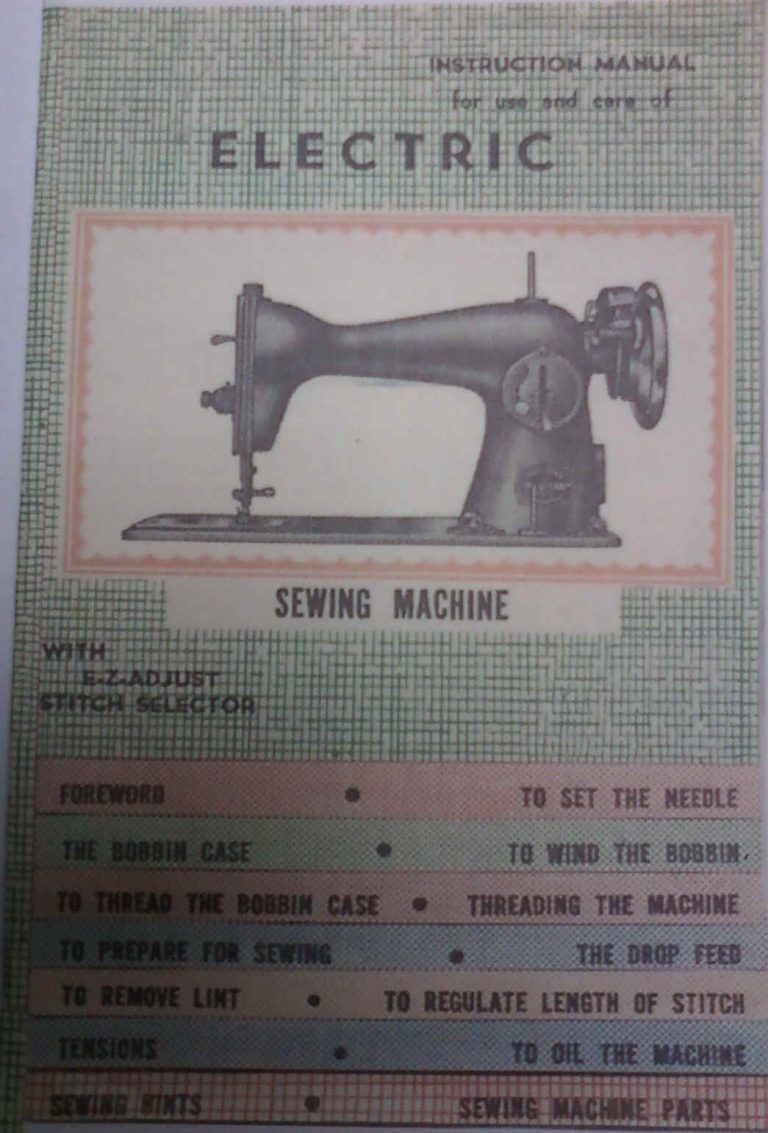 INSTRUCTION MANUAL
for use and care of
ELECTRIC
SEWING MACHINE
WITH
E-Z-ADJUST
STITCH SELECTOR
FOREWORD • TO SET THE NEEDLE
THE BOBBIN CASE • TO WIND THE BOBBIN
TO THREAD THE BOBBIN CASE • THREADING THE MACHINE
TO PREPARE FOR SEWING • THE DROP FEED
TO REMOVE LINT • TO REGULATE LENGTH OF STITCH
TENSIONS • TO OIL THE MACHINE
SEWING HINTS • SEWING MACHINE PARTS